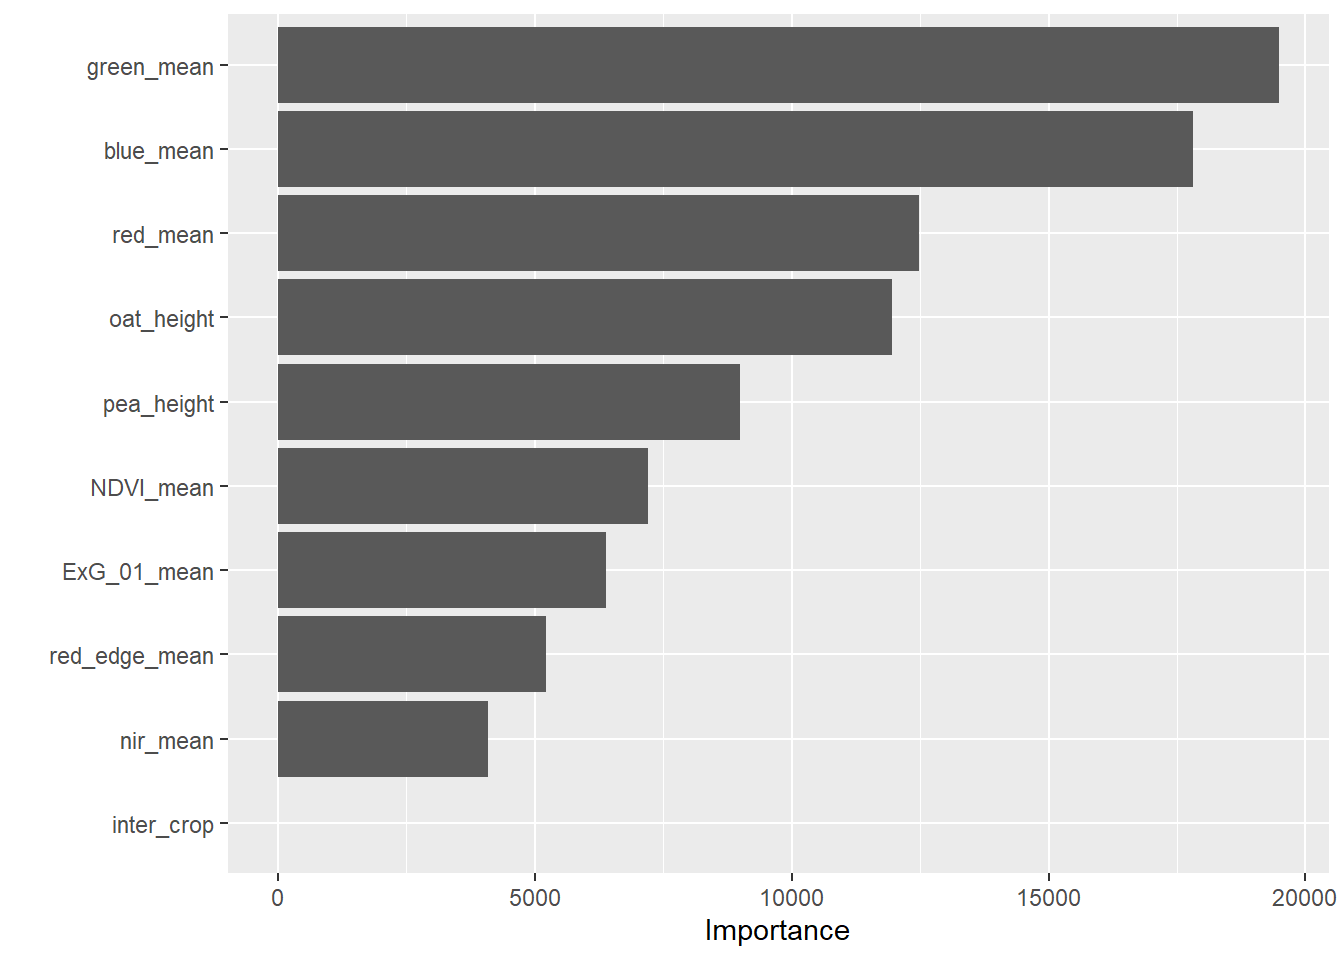 green_mean
blue_mean
red_mean
oat_height
pea_height
NDVI_mean
ExG_01_mean
red_edge_mean
nir_mean
inter_crop
0 5000 10000 15000 20000
Importance